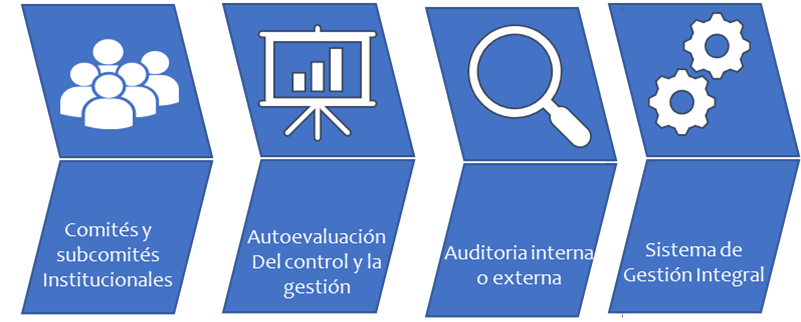 Comités y
subcomités
Institucionales
Autoevaluación
Del control y la
gestión
Auditoria interna
o externa
Sistema de
Gestión Integral